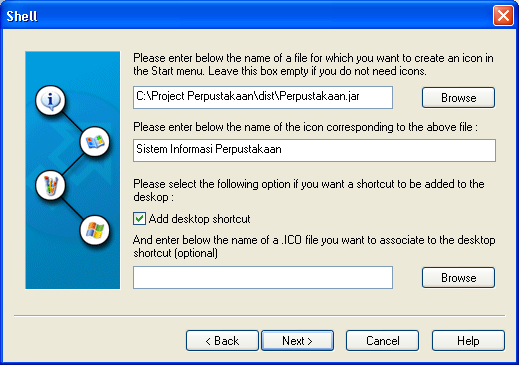 Shell
Please enter below the name of a file for which you want to create an icon in
the Start menu. Leave this box empty if you do not need icons.
C:\Project Perpustakaan\dist\Perpustakaan.jar
Browse
Please enter below the name of the icon corresponding to the above file :
Sistem Informasi Perpustakaan
Please select the following option if you want a shortcut to be added to the
deskop :
Add desktop shortcut
And enter below the name of a .ICO file you want to associate to the desktop
shortcut (optional)
Browse
< Back
Next >
Cancel
Help